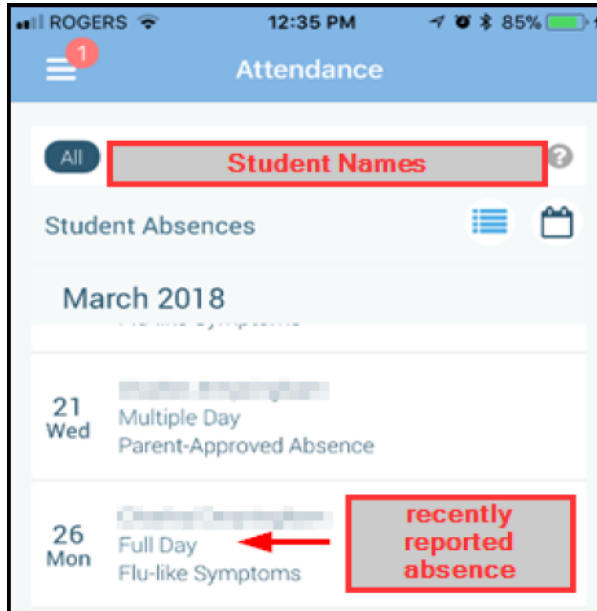 ROGERS 12:35 PM 85%
1
Attendance
All
Student Names
?
Student Absences
March 2018
21
Wed
Multiple Day
Parent-Approved Absence
26
Mon
Full Day
Flu-like Symptoms
recently
reported
absence